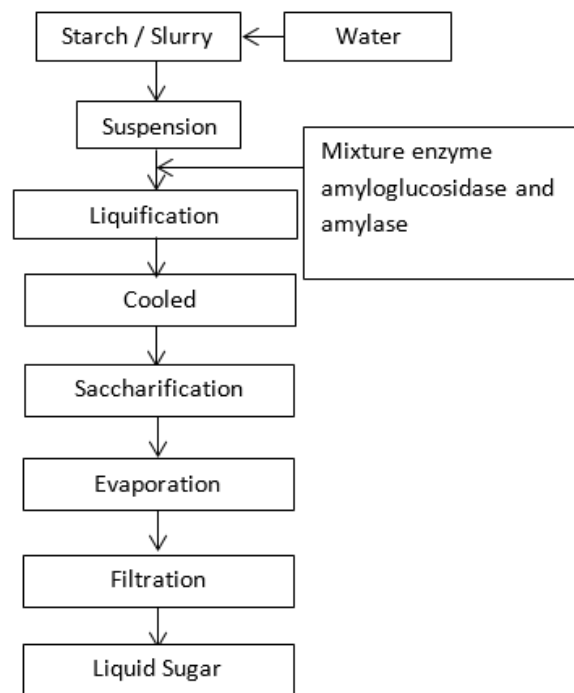 Starch / Slurry
Water
Suspension
Mixture enzyme
amyloglucosidase and
amylase
Liquification
Cooled
Saccharification
Evaporation
Filtration
Liquid Sugar